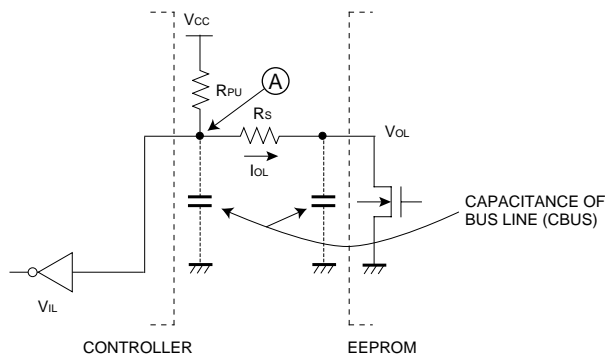 VCC
A
RPU
RS
VOL
IOL
CAPACITANCE OF
BUS LINE (CBUS)
VIL
CONTROLLER
EEPROM